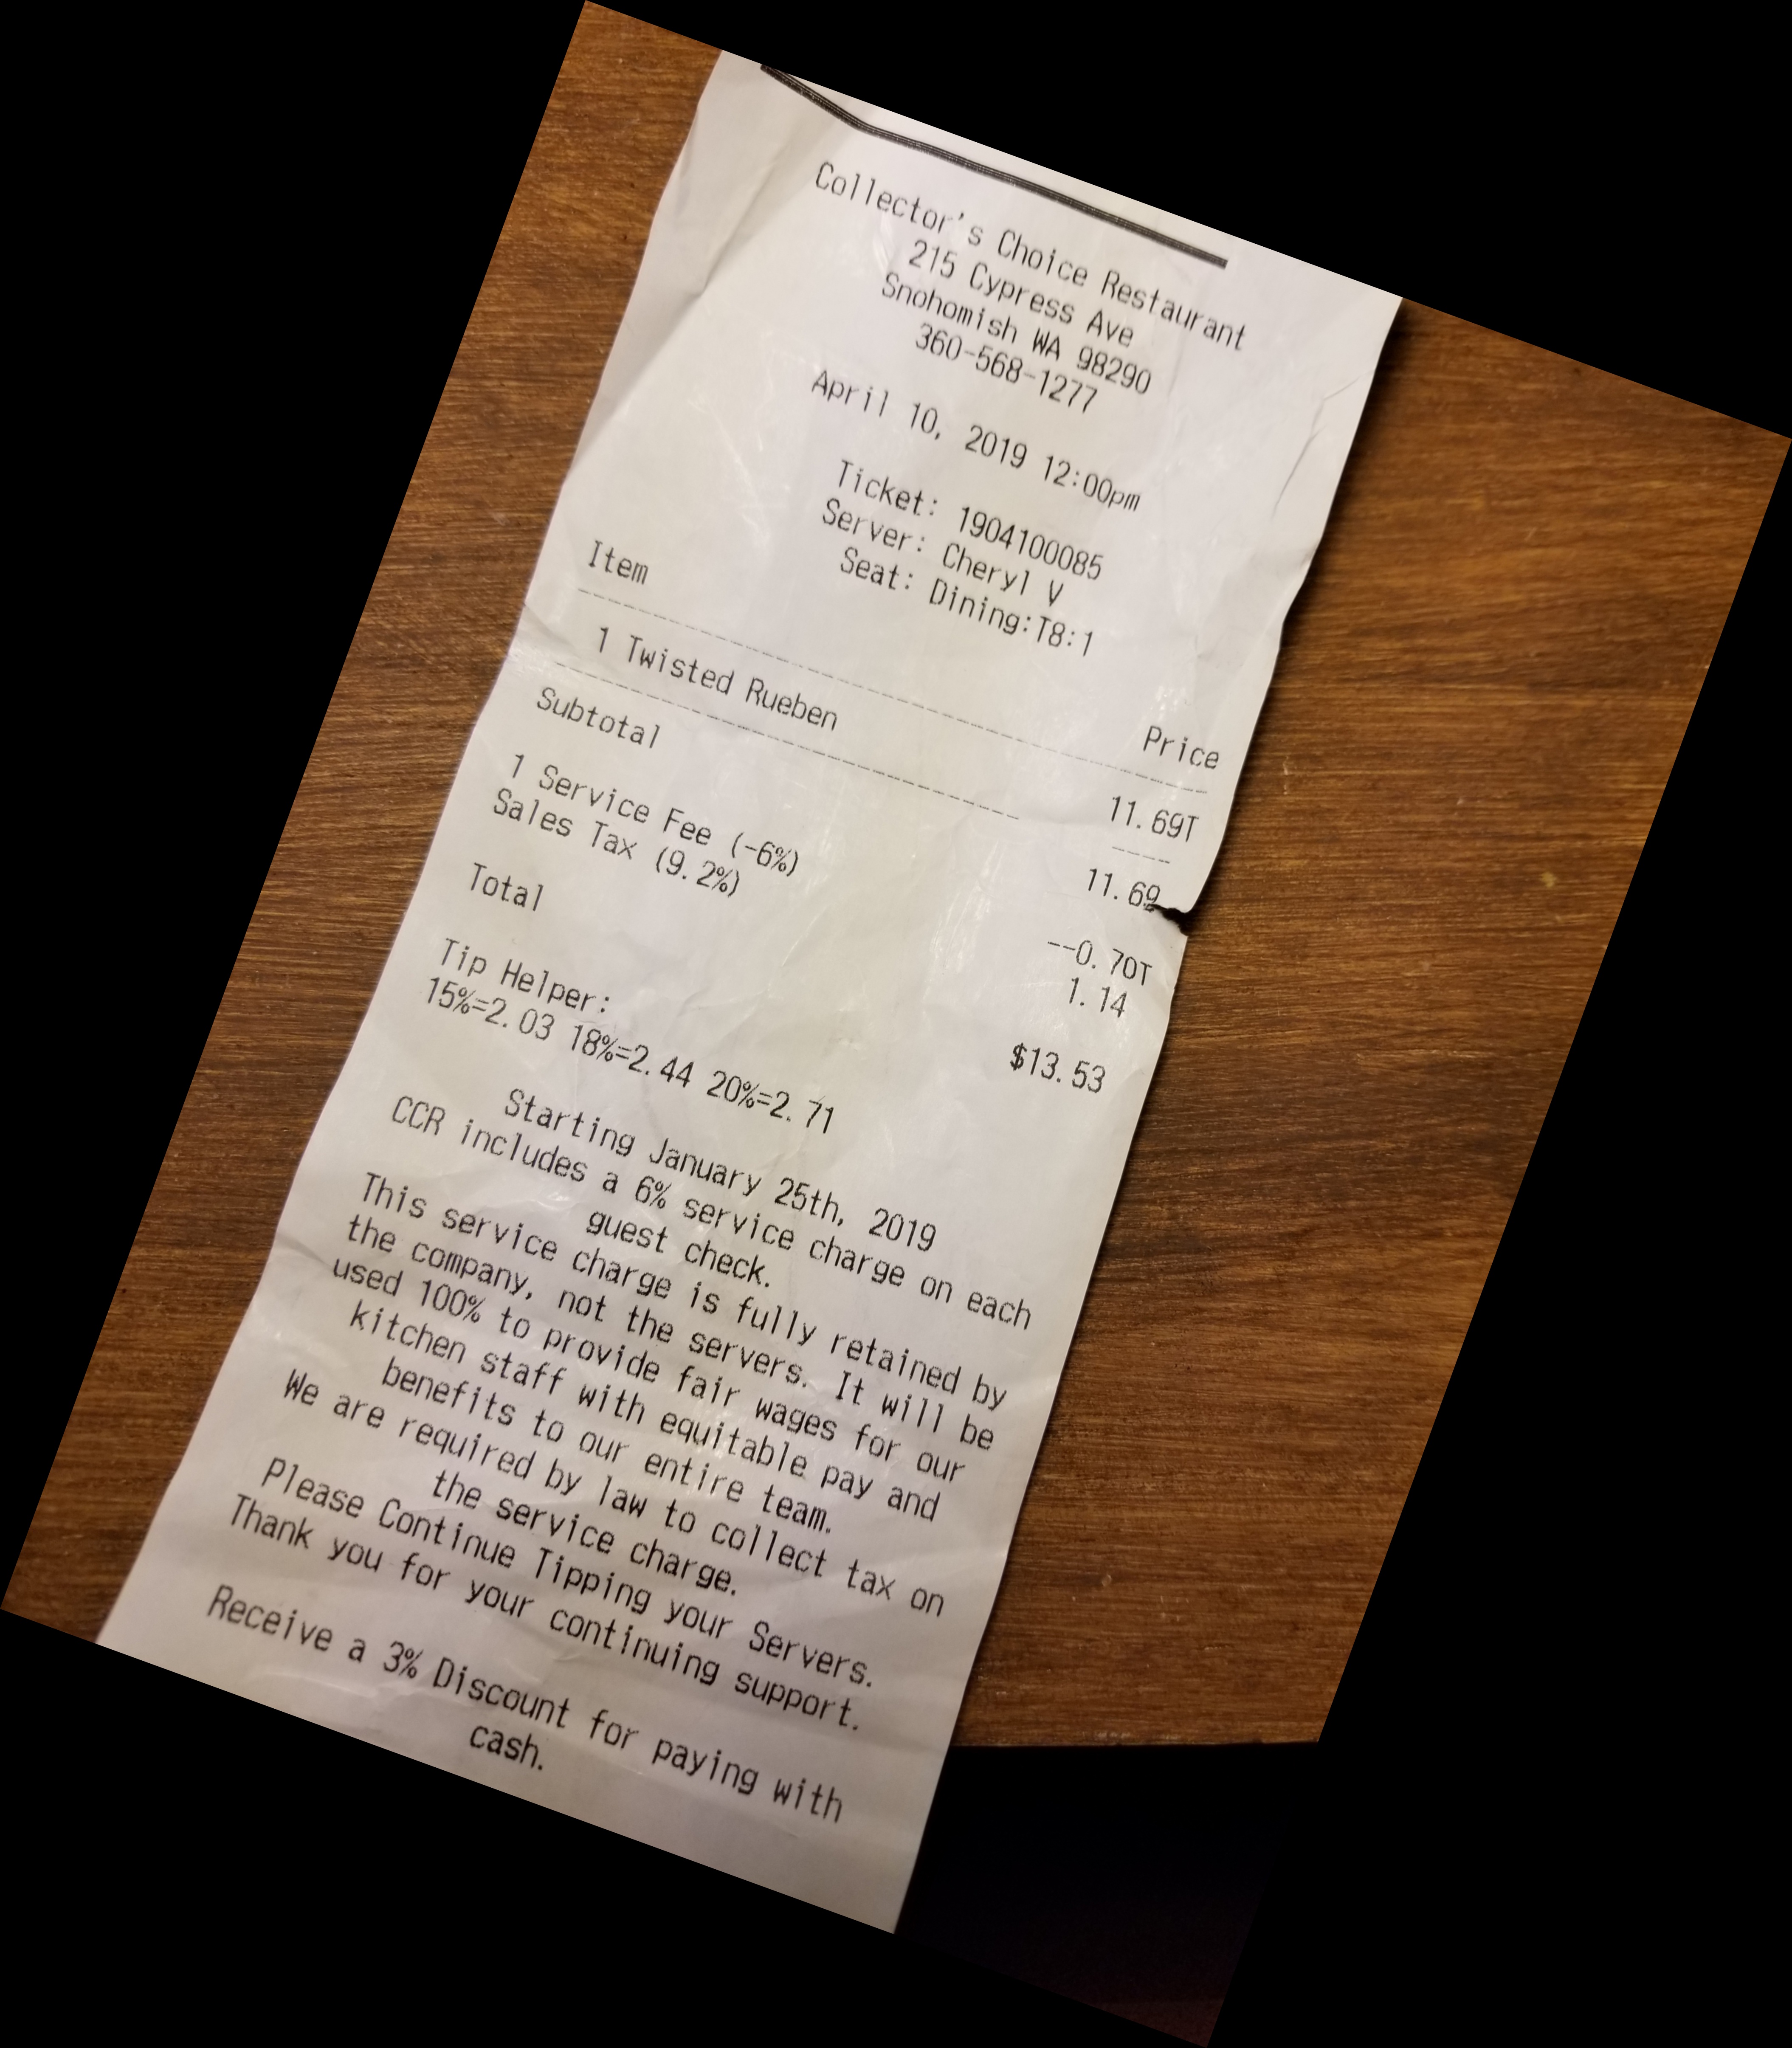 Collector's Choice Restaurant
215 Cypress Ave
Snohomish WA 98290
360-568-1277
April 10, 2019 12:00pm
Ticket: 1904100085
Server: Cheryl V
Seat: Dining:T8:1
Item Price
1 Twisted Rueben 11.69T
Subtotal 11.69
1 Service Fee (-6%) --0.70T
Sales Tax (9.2%) 1.14
Total $13.53
Tip Helper:
15%=2.03 18%=2.44 20%=2.71
Starting January 25th, 2019
CCR includes a 6% service charge on each
guest check.
This service charge is fully retained by
the company, not the servers. It will be
used 100% to provide fair wages for our
kitchen staff with equitable pay and
benefits to our entire team.
We are required by law to collect tax on
the service charge.
Please Continue Tipping your Servers.
Thank you for your continuing support.
Receive a 3% Discount for paying with
cash.